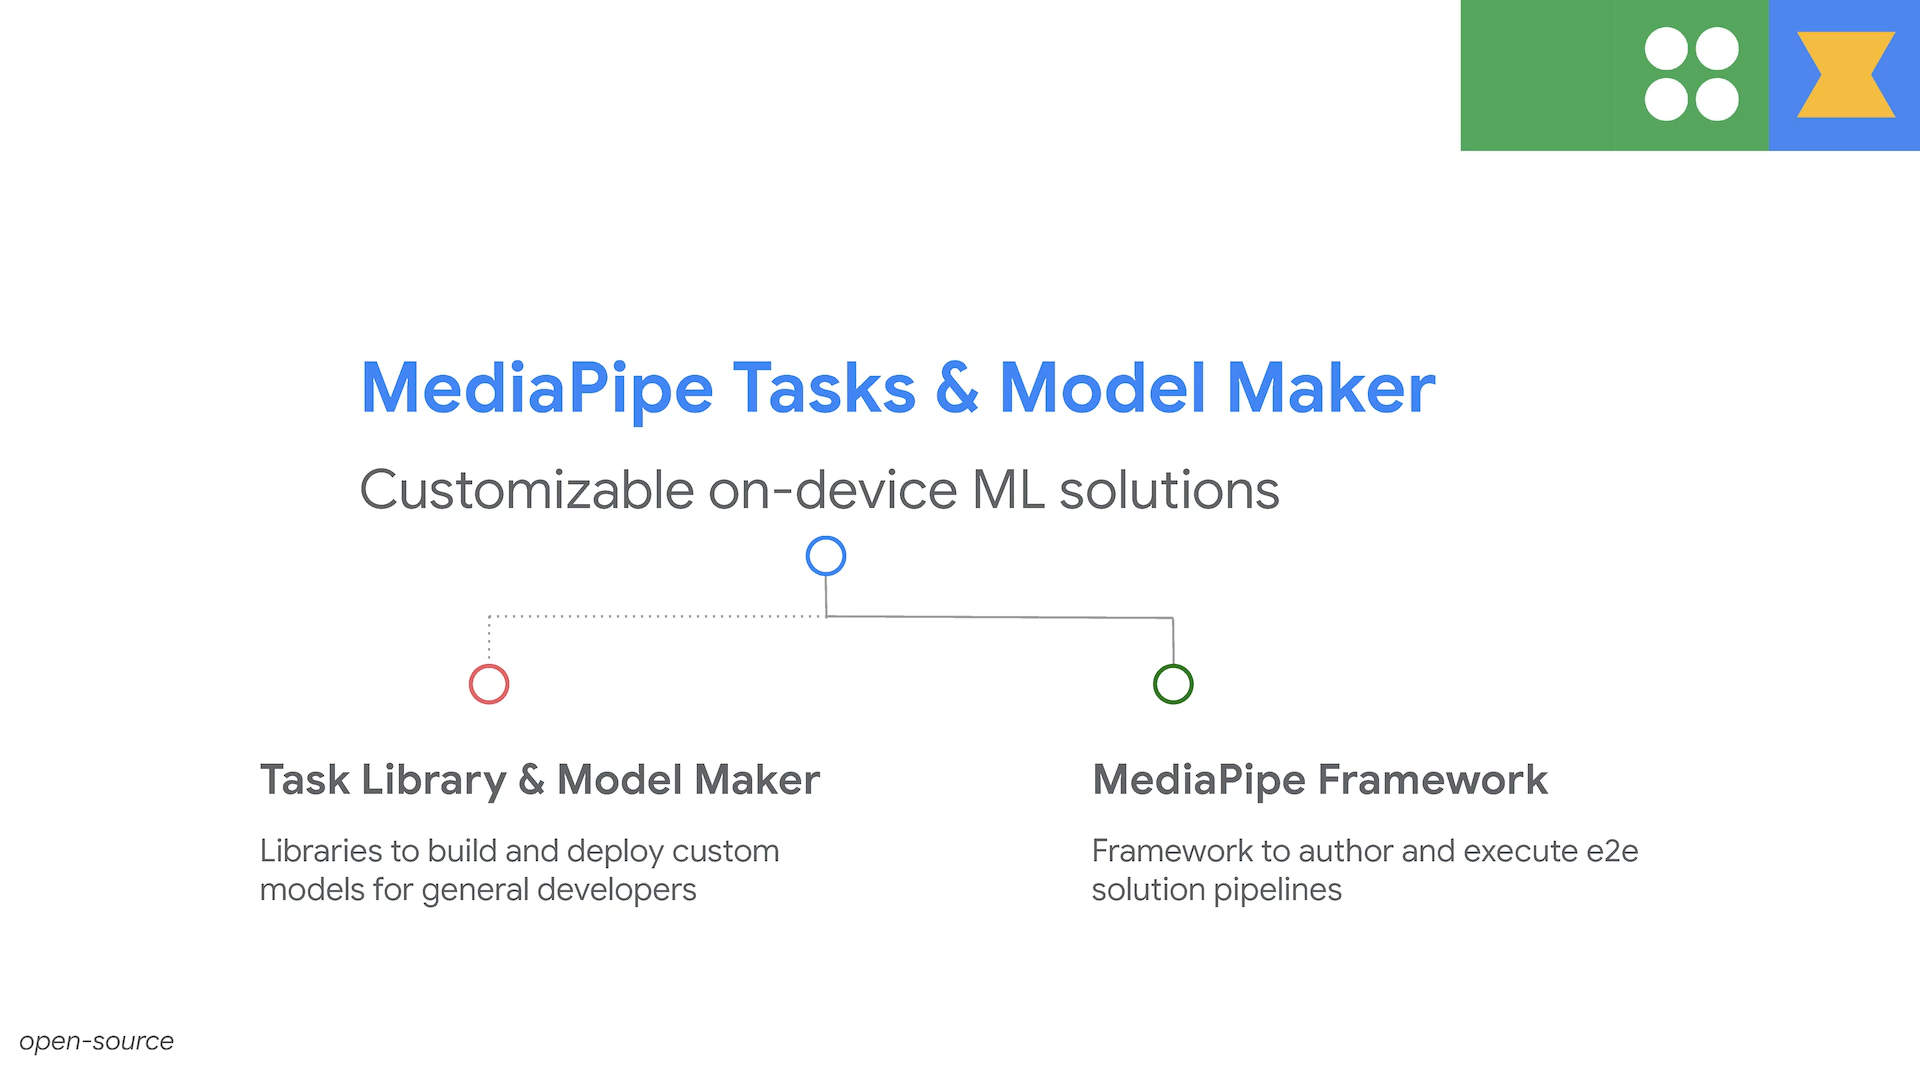 MediaPipe Tasks & Model Maker
Customizable on-device ML solutions
Task Library & Model Maker
Libraries to build and deploy custom
models for general developers
MediaPipe Framework
Framework to author and execute e2e
solution pipelines
open-source